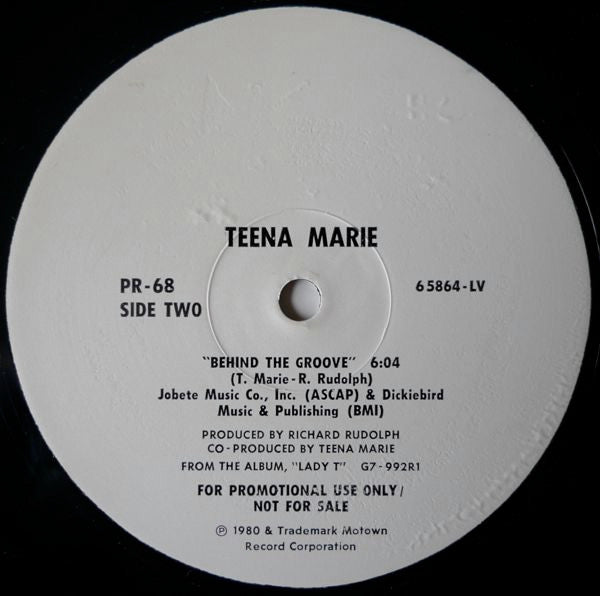 TEENA MARIE
PR-68
65864-LV
SIDE TWO
"BEHIND THE GROOVE" 6:04
(T. Marie-R. Rudolph)
Jobete Music Co., Inc. (ASCAP) & Dickiebird
Music & Publishing (BMI)
PRODUCED BY RICHARD RUDOLPH
CO-PRODUCED BY TEENA MARIE
FROM THE ALBUM, "LADY T" G7-992R1
FOR PROMOTIONAL USE ONLY/
NOT FOR SALE
Ⓟ 1980 & Trademark Motown
Record Corporation